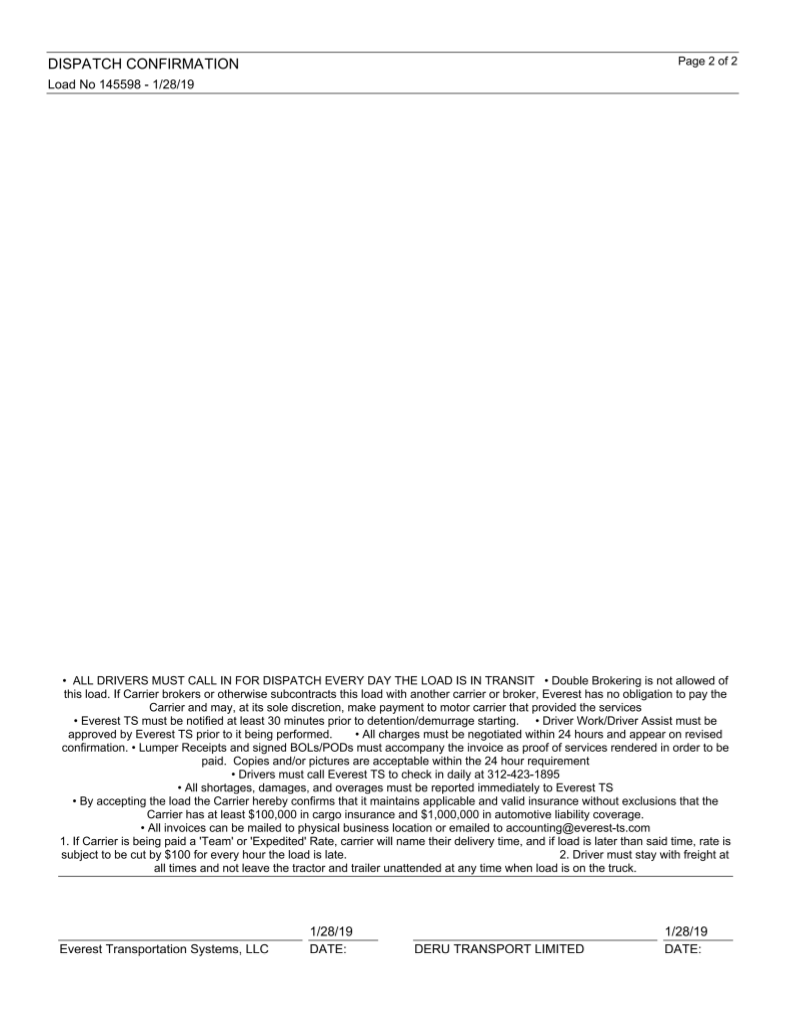 DISPATCH CONFIRMATION
Page 2 of 2
Load No 145598 - 1/28/19
• ALL DRIVERS MUST CALL IN FOR DISPATCH EVERY DAY THE LOAD IS IN TRANSIT • Double Brokering is not allowed of
this load. If Carrier brokers or otherwise subcontracts this load with another carrier or broker, Everest has no obligation to pay the
Carrier and may, at its sole discretion, make payment to motor carrier that provided the services
• Everest TS must be notified at least 30 minutes prior to detention/demurrage starting. • Driver Work/Driver Assist must be
approved by Everest TS prior to it being performed. • All charges must be negotiated within 24 hours and appear on revised
confirmation. • Lumper Receipts and signed BOLs/PODs must accompany the invoice as proof of services rendered in order to be
paid. Copies and/or pictures are acceptable within the 24 hour requirement
• Drivers must call Everest TS to check in daily at 312-423-1895
• All shortages, damages, and overages must be reported immediately to Everest TS
• By accepting the load the Carrier hereby confirms that it maintains applicable and valid insurance without exclusions that the
Carrier has at least $100,000 in cargo insurance and $1,000,000 in automotive liability coverage.
• All invoices can be mailed to physical business location or emailed to accounting@everest-ts.com
1. If Carrier is being paid a 'Team' or 'Expedited' Rate, carrier will name their delivery time, and if load is later than said time, rate is
subject to be cut by $100 for every hour the load is late. 2. Driver must stay with freight at
all times and not leave the tractor and trailer unattended at any time when load is on the truck.
1/28/19 1/28/19
Everest Transportation Systems, LLC DATE: DERU TRANSPORT LIMITED DATE: